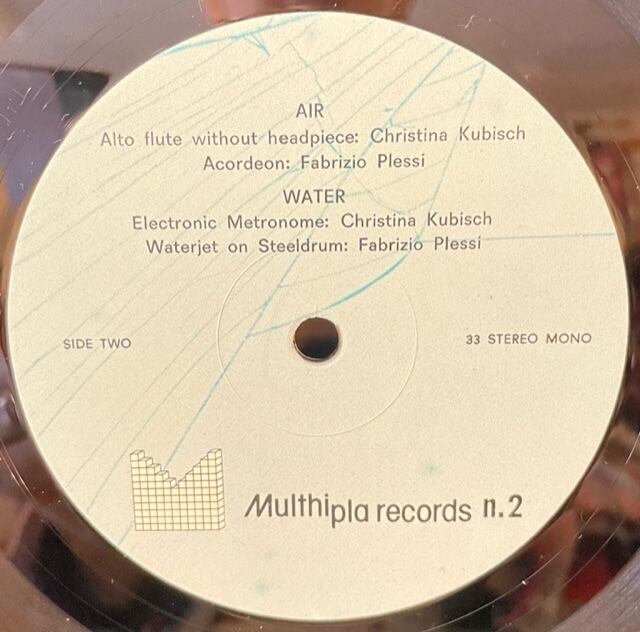 AIR
Alto flute without headpiece: Christina Kubisch
Acordeon: Fabrizio Plessi
WATER
Electronic Metronome: Christina Kubisch
Waterjet on Steeldrum: Fabrizio Plessi
SIDE TWO
33 STEREO MONO
Multhipla records n.2